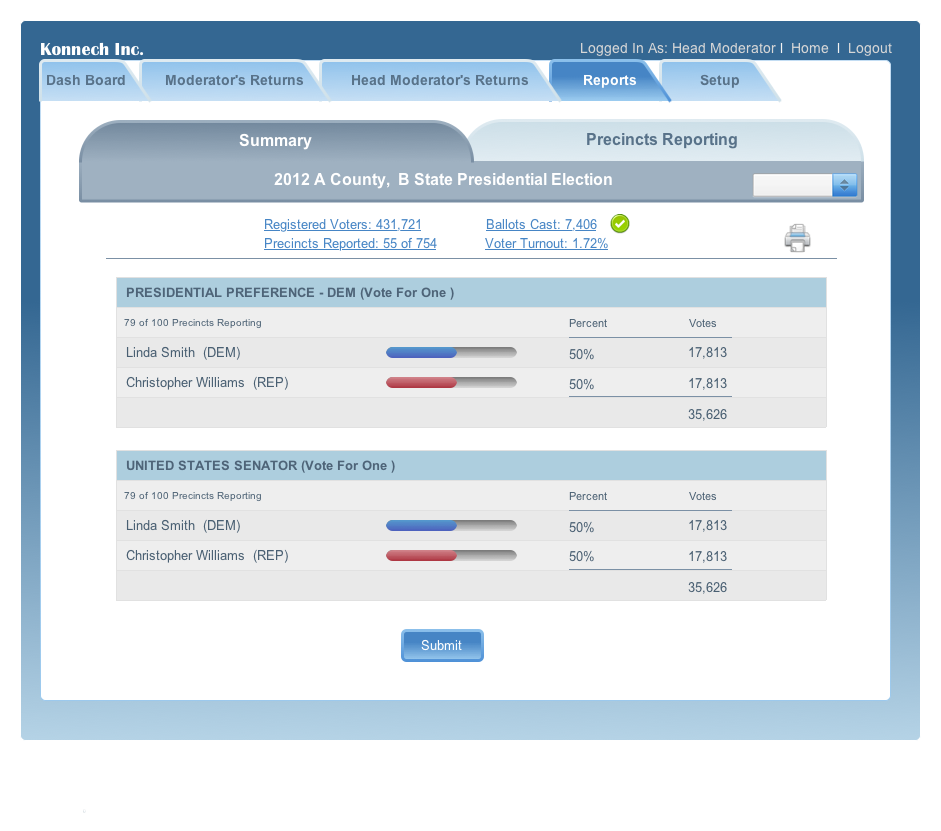 Konnech Inc.
Logged In As: Head Moderator I Home I Logout
Dash Board Moderator's Returns Head Moderator's Returns Reports Setup
Summary Precincts Reporting
2012 A County, B State Presidential Election
Registered Voters: 431,721 Ballots Cast: 7,406
Precincts Reported: 55 of 754 Voter Turnout: 1.72%
PRESIDENTIAL PREFERENCE - DEM (Vote For One )
79 of 100 Precincts Reporting Percent Votes
Linda Smith (DEM) 50% 17,813
Christopher Williams (REP) 50% 17,813
35,626
UNITED STATES SENATOR (Vote For One )
79 of 100 Precincts Reporting Percent Votes
Linda Smith (DEM) 50% 17,813
Christopher Williams (REP) 50% 17,813
35,626
Submit